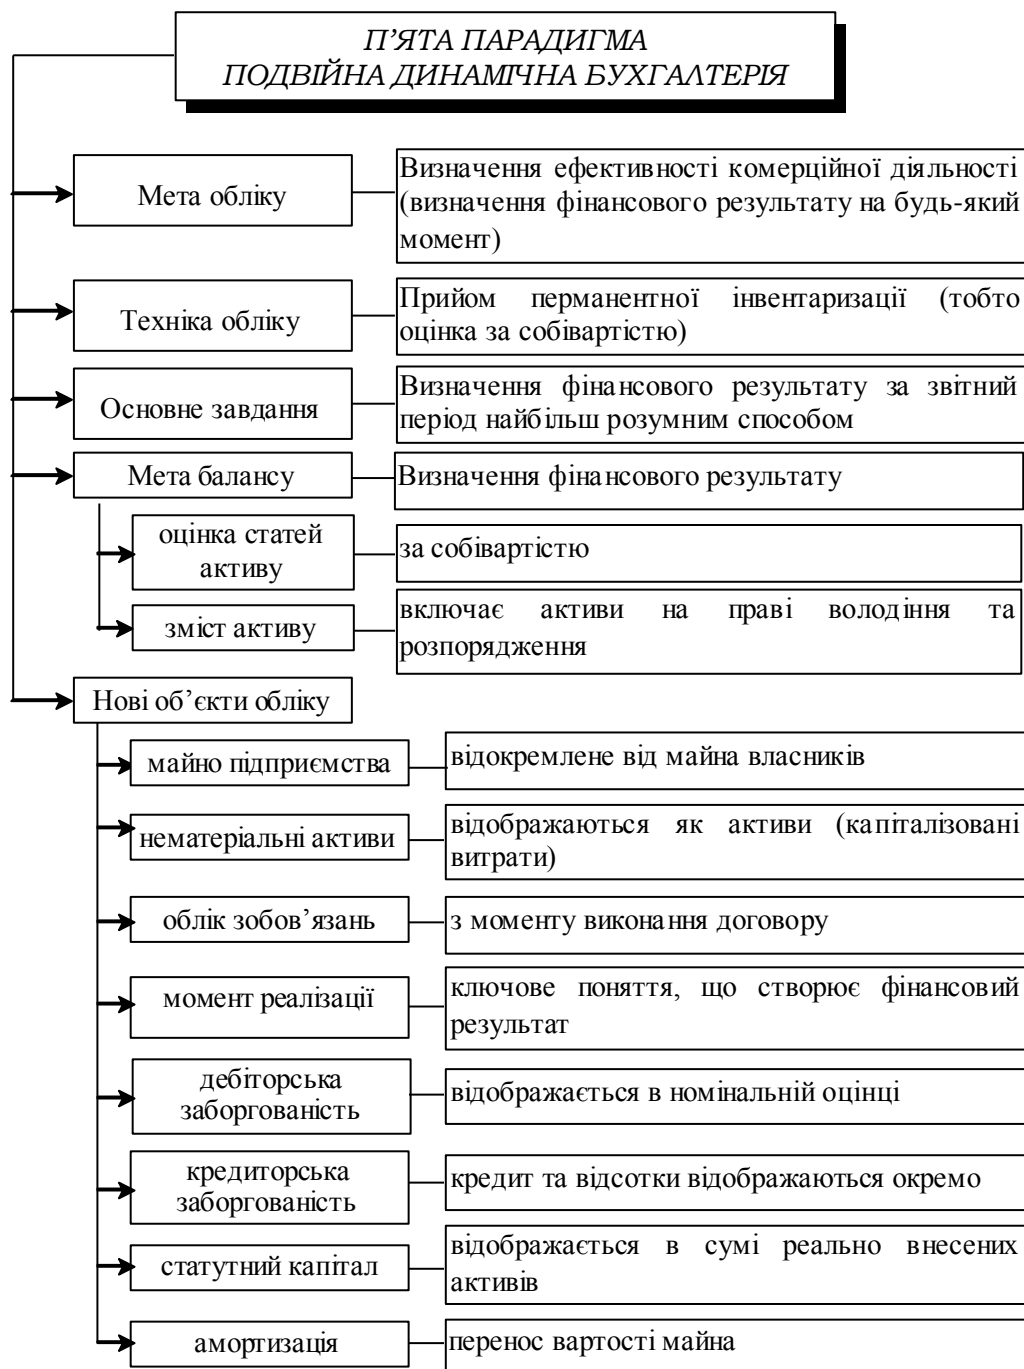 П’ЯТА ПАРАДИГМА
ПОДВІЙНА ДИНАМІЧНА БУХГАЛТЕРІЯ
Мета обліку
Визначення ефективності комерційної діяльності
(визначення фінансового результату на будь-який
момент)
Техніка обліку
Прийом перманентної інвентаризації (тобто
оцінка за собівартістю)
Основне завдання
Визначення фінансового результату за звітний
період найбільш розумним способом
Мета балансу
Визначення фінансового результату
оцінка статей
активу
за собівартістю
зміст активу
включає активи на праві володіння та
розпорядження
Нові об’єкти обліку
майно підприємства
відокремлене від майна власників
нематеріальні активи
відображаються як активи (капіталізовані
витрати)
облік зобов’язань
з моменту виконання договору
момент реалізації
ключове поняття, що створює фінансовий
результат
дебіторська
заборгованість
відображається в номінальній оцінці
кредиторська
заборгованість
кредит та відсотки відображаються окремо
статутний капітал
відображається в сумі реально внесених
активів
амортизація
перенос вартості майна